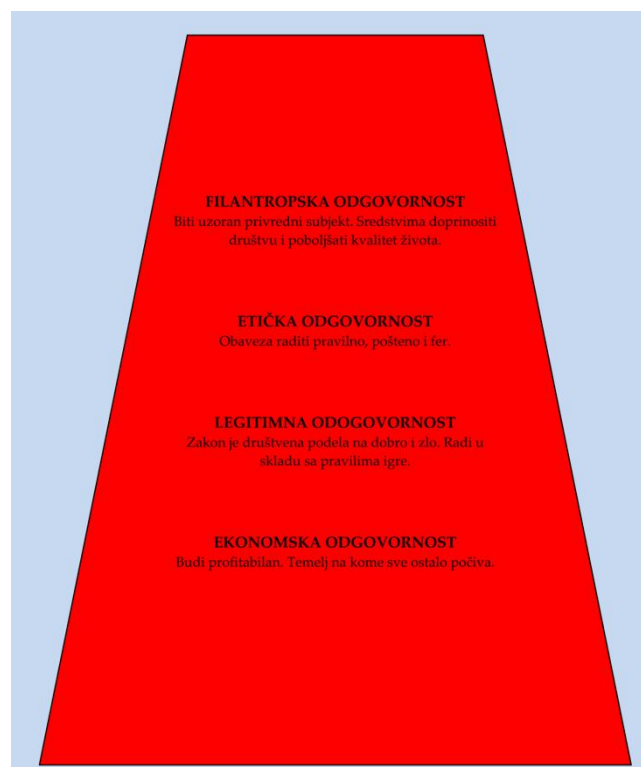 FILANTROPSKA ODGOVORNOST
Biti uzoran privredni subjekt. Sredstvima doprinositi
društvu i poboljšati kvalitet života.
ETIČKA ODGOVORNOST
Obaveza raditi pravilno, pošteno i fer.
LEGITIMNA ODOGOVORNOST
Zakon je društvena podela na dobro i zlo. Radi u
skladu sa pravilima igre.
EKONOMSKA ODGOVORNOST
Budi profitabilan. Temelj na kome sve ostalo počiva.